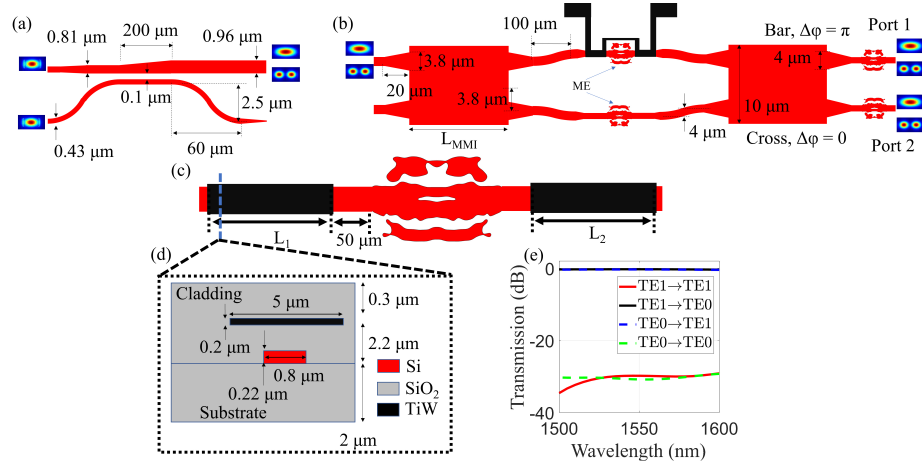 (a)
200 μm
0.81 μm
0.96 μm
0.1 μm
2.5 μm
0.43 μm
60 μm
(b)
100 μm
Bar, Δφ = π
Port 1
3.8 μm
ME
4 μm
20 μm
3.8 μm
10 μm
L_MMI
4 μm
Cross, Δφ = 0
Port 2
(c)
L_1
50 μm
L_2
(d)
Cladding
5 μm
0.3 μm
0.2 μm
2.2 μm
0.8 μm
0.22 μm
Substrate
2 μm
Si
SiO_2
TiW
(e)
Transmission (dB)
0
-20
-40
TE1→TE1
TE1→TE0
TE0→TE1
TE0→TE0
1500
1550
1600
Wavelength (nm)